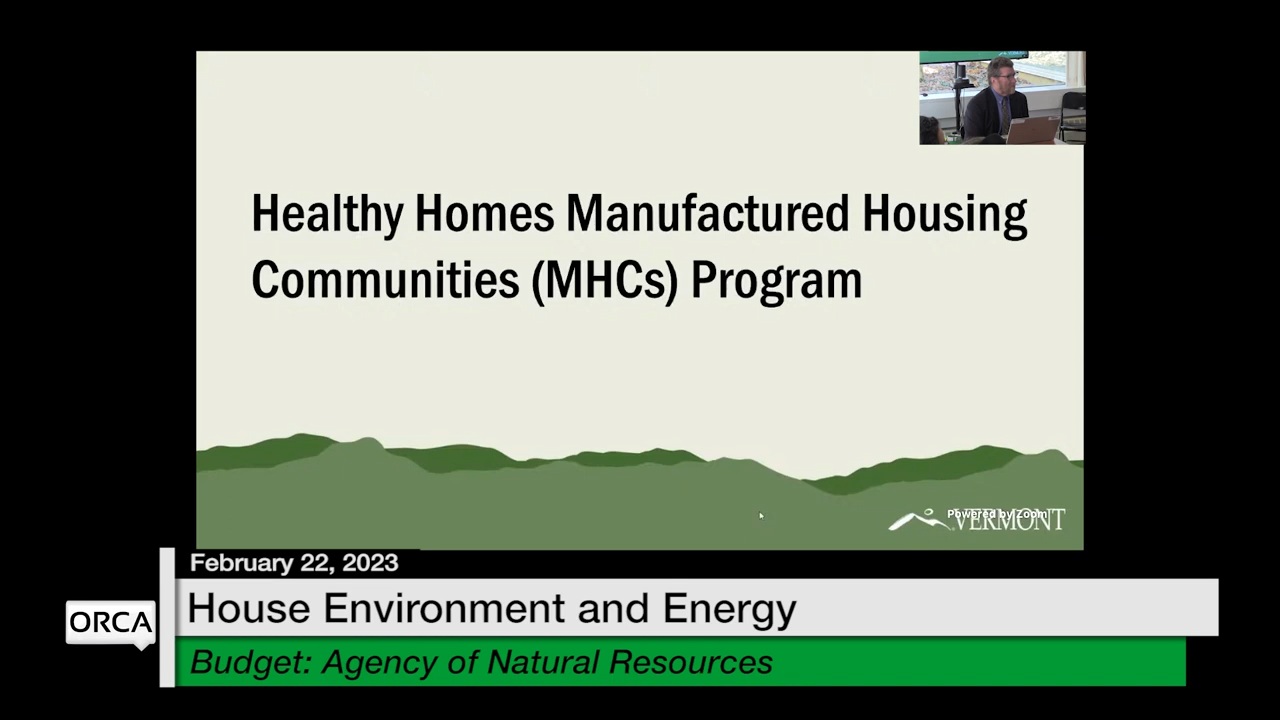 Healthy Homes Manufactured Housing
Communities (MHCs) Program
Powered by Zoom
VERMONT
February 22, 2023
House Environment and Energy
ORCA
Budget: Agency of Natural Resources